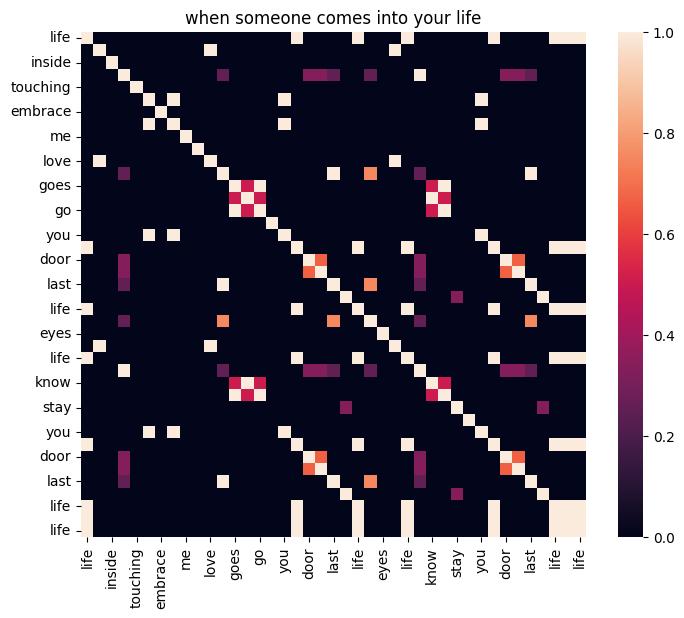 when someone comes into your life
life
inside
touching
embrace
me
love
goes
go
you
door
last
life
eyes
life
know
stay
you
door
last
life
life
life
inside
touching
embrace
me
love
goes
go
you
door
last
life
eyes
life
know
stay
you
door
last
life
life
1.0
0.8
0.6
0.4
0.2
0.0